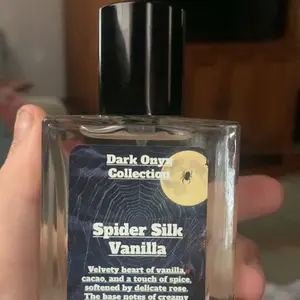 Dark Onyx
Collection
Spider Silk
Vanilla
Velvety heart of vanilla,
cacao, and a touch of spice,
softened by delicate rose.
The base notes of creamy